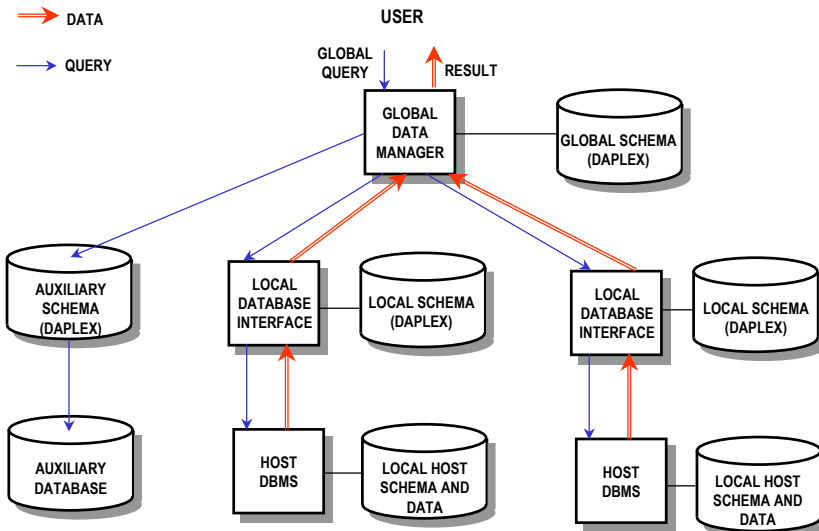 DATA
USER
QUERY
GLOBAL
QUERY
RESULT
GLOBAL
DATA
MANAGER
GLOBAL SCHEMA
(DAPLEX)
AUXILIARY
SCHEMA
(DAPLEX)
LOCAL
DATABASE
INTERFACE
LOCAL SCHEMA
(DAPLEX)
LOCAL
DATABASE
INTERFACE
LOCAL SCHEMA
(DAPLEX)
AUXILIARY
DATABASE
HOST
DBMS
LOCAL HOST
SCHEMA AND
DATA
HOST
DBMS
LOCAL HOST
SCHEMA AND
DATA